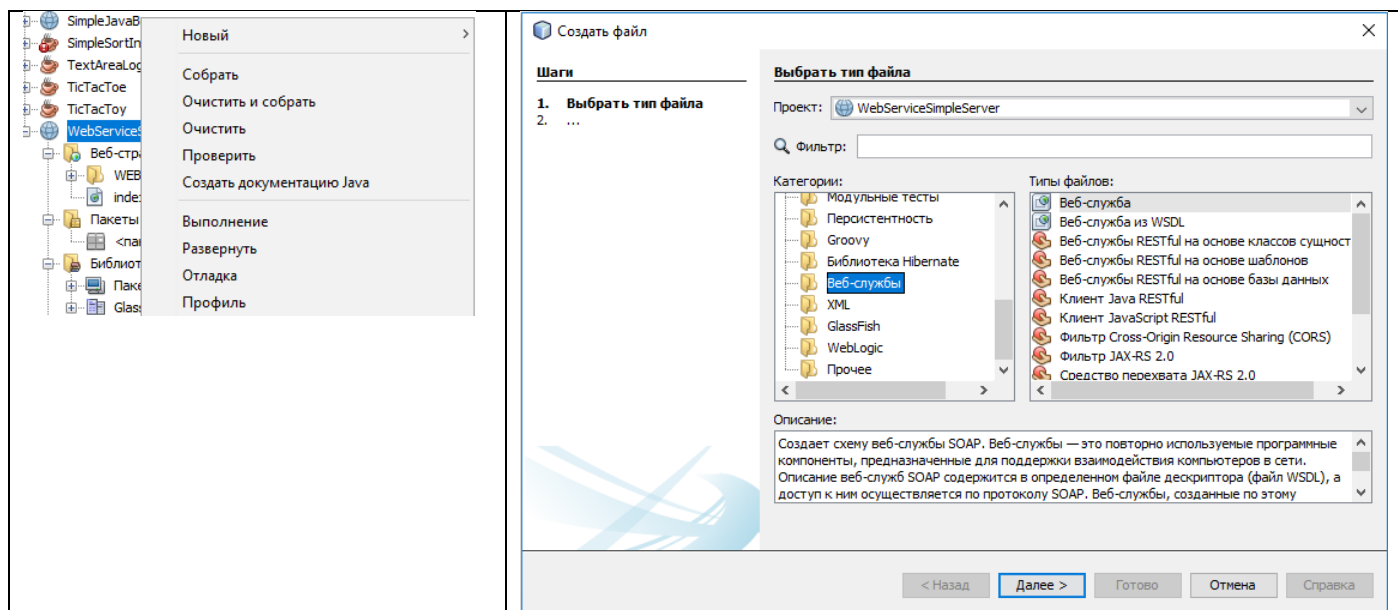 SimpleJavaB
SimpleSortIn
TextAreaLog
TicTacToe
TicTacToy
WebServiceS
Веб-стра
WEB
index
Пакеты
<пак
Библиот
Паке
Glass
Новый
Собрать
Очистить и собрать
Очистить
Проверить
Создать документацию Java
Выполнение
Развернуть
Отладка
Профиль
Создать файл
Шаги
1. Выбрать тип файла
2. ...
Выбрать тип файла
Проект: WebServiceSimpleServer
Фильтр:
Категории:
Модульные тесты
Персистентность
Groovy
Библиотека Hibernate
Веб-службы
XML
GlassFish
WebLogic
Прочее
Типы файлов:
Веб-служба
Веб-служба из WSDL
Веб-службы RESTful на основе классов сущност
Веб-службы RESTful на основе шаблонов
Веб-службы RESTful на основе базы данных
Клиент Java RESTful
Клиент JavaScript RESTful
Фильтр Cross-Origin Resource Sharing (CORS)
Фильтр JAX-RS 2.0
Средство перехвата JAX-RS 2.0
Описание:
Создает схему веб-службы SOAP. Веб-службы — это повторно используемые программные
компоненты, предназначенные для поддержки взаимодействия компьютеров в сети.
Описание веб-служб SOAP содержится в определенном файле дескриптора (файл WSDL), а
доступ к ним осуществляется по протоколу SOAP. Веб-службы, созданные по этому
< Назад
Далее >
Готово
Отмена
Справка